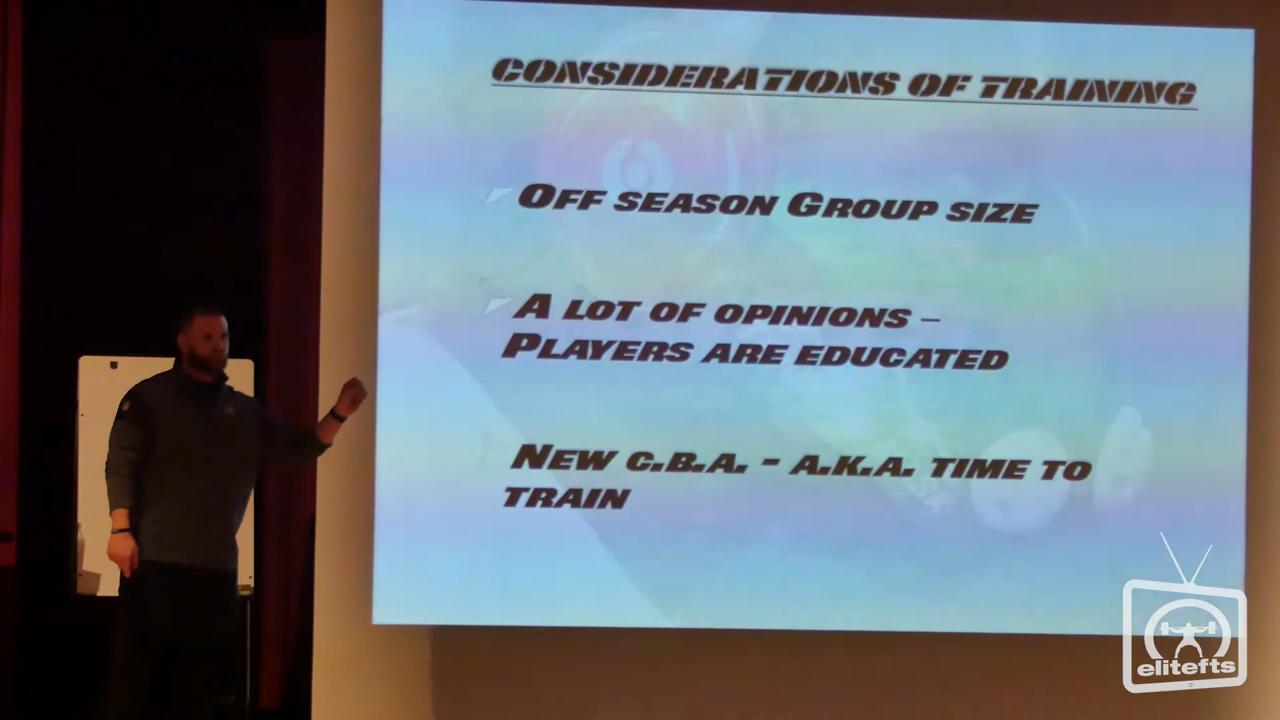 CONSIDERATIONS OF TRAINING
OFF SEASON GROUP SIZE
A LOT OF OPINIONS –
PLAYERS ARE EDUCATED
NEW C.B.A. - A.K.A. TIME TO
TRAIN
elitefts